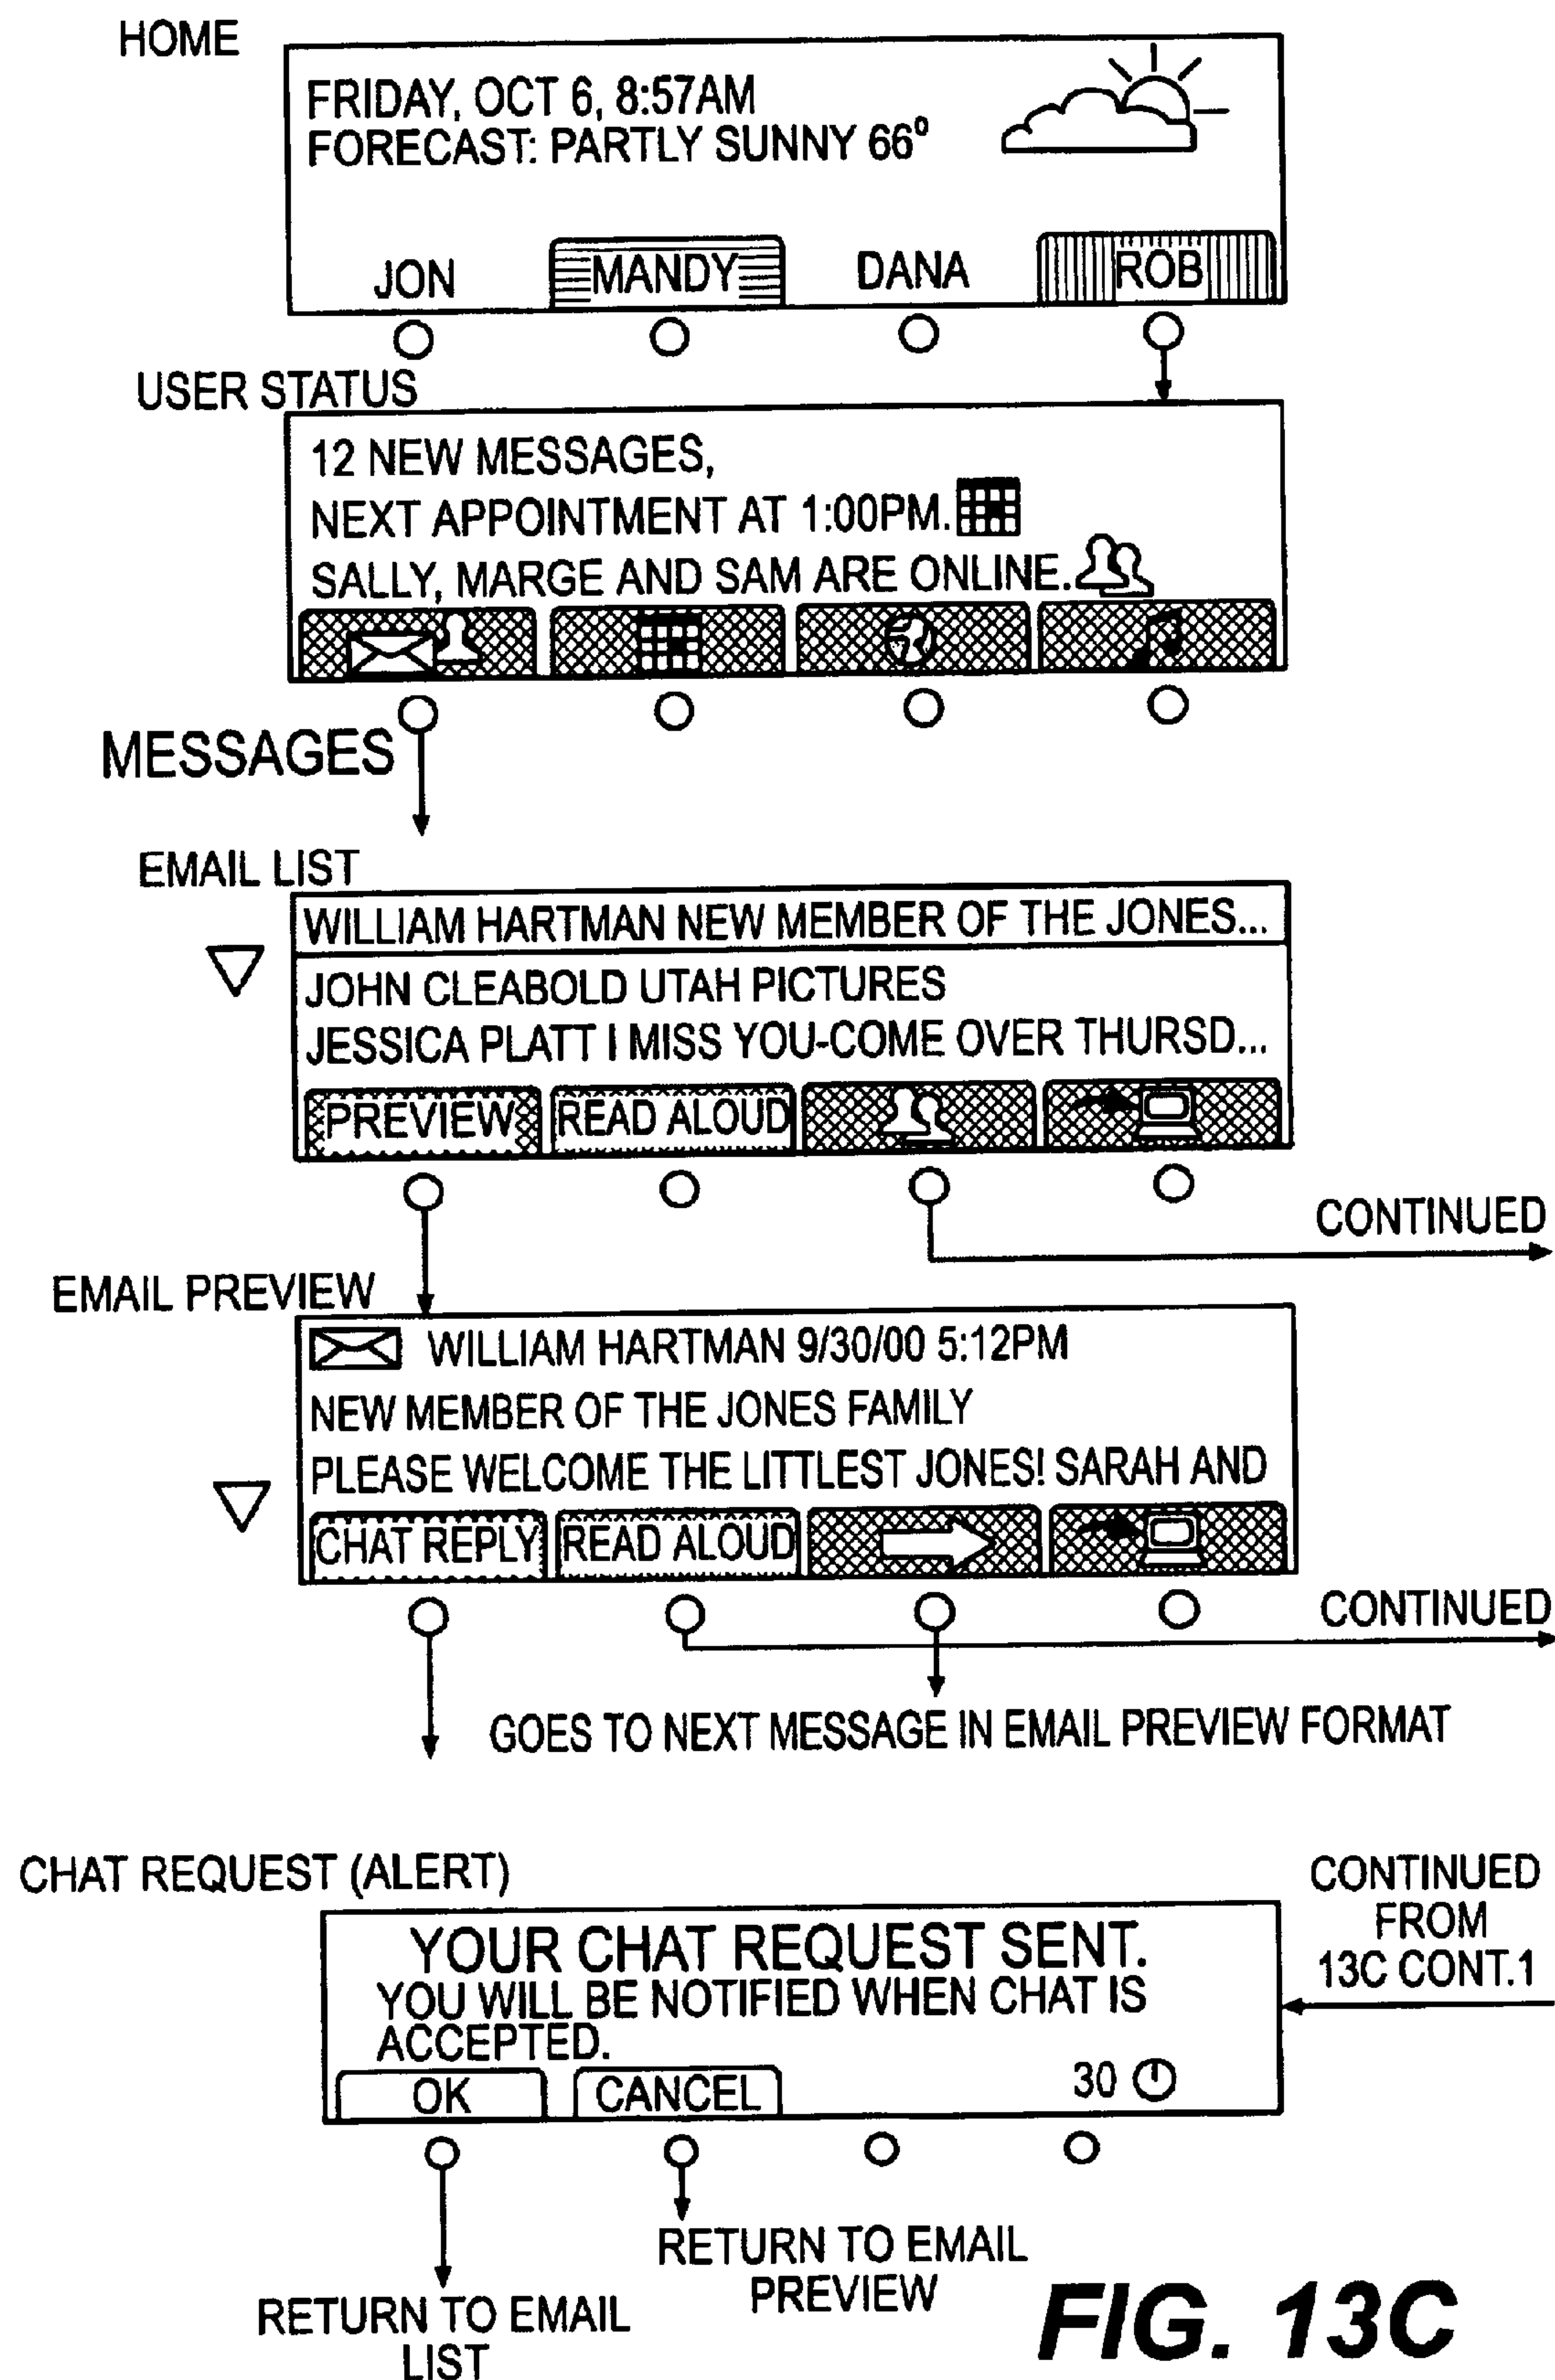 HOME
FRIDAY, OCT 6, 8:57AM
FORECAST: PARTLY SUNNY 66°
JON MANDY DANA ROB
USER STATUS
12 NEW MESSAGES,
NEXT APPOINTMENT AT 1:00PM.
SALLY, MARGE AND SAM ARE ONLINE.
MESSAGES
EMAIL LIST
WILLIAM HARTMAN NEW MEMBER OF THE JONES...
JOHN CLEABOLD UTAH PICTURES
JESSICA PLATT I MISS YOU-COME OVER THURSD...
PREVIEW READ ALOUD
CONTINUED
EMAIL PREVIEW
WILLIAM HARTMAN 9/30/00 5:12PM
NEW MEMBER OF THE JONES FAMILY
PLEASE WELCOME THE LITTLEST JONES! SARAH AND
CHAT REPLY READ ALOUD
CONTINUED
GOES TO NEXT MESSAGE IN EMAIL PREVIEW FORMAT
CHAT REQUEST (ALERT)
CONTINUED
FROM
13C CONT.1
YOUR CHAT REQUEST SENT.
YOU WILL BE NOTIFIED WHEN CHAT IS
ACCEPTED.
OK CANCEL 30
RETURN TO EMAIL
PREVIEW
RETURN TO EMAIL
LIST
FIG. 13C